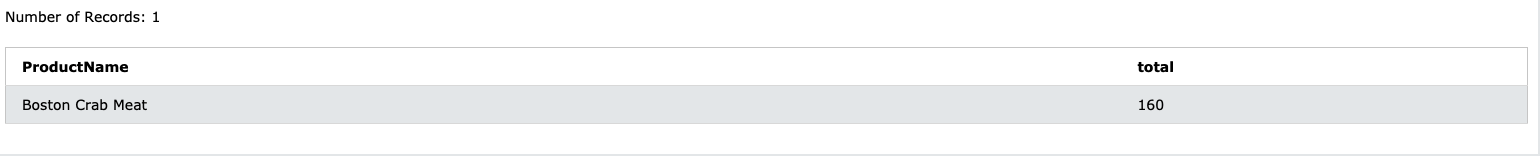 Number of Records: 1
ProductName total
Boston Crab Meat 160